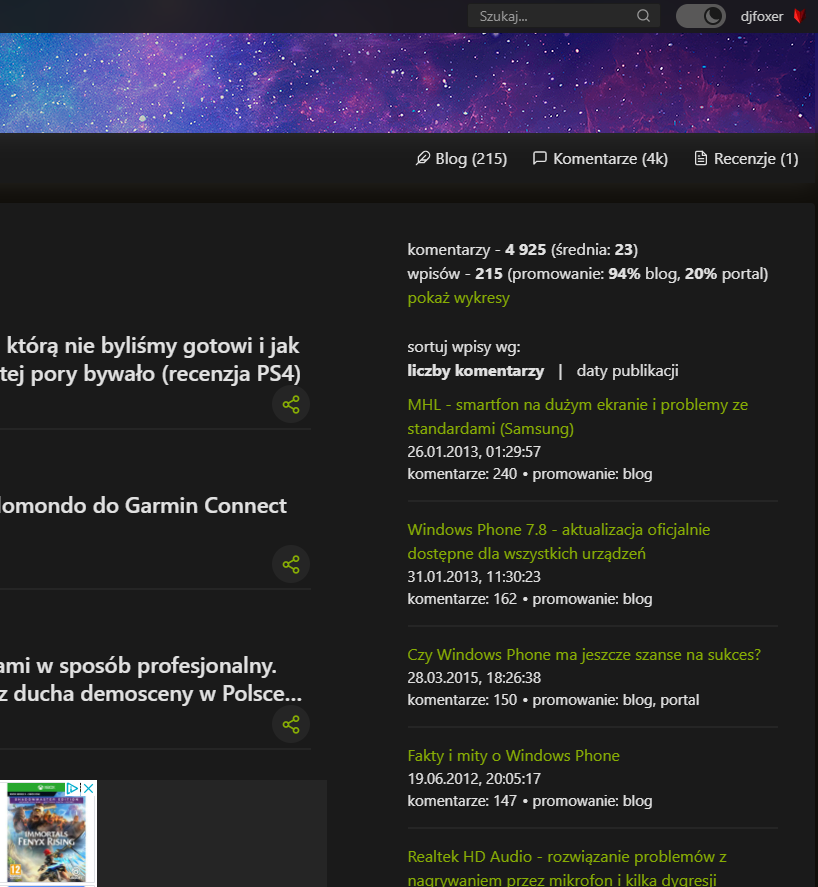 Szukaj...
djfoxer
Blog (215)
Komentarze (4k)
Recenzje (1)
którą nie byliśmy gotowi i jak
tej pory bywało (recenzja PS4)
do Garmin Connect
w sposób profesjonalny.
z ducha demosceny w Polsce...
XBOX
IMMORTALS
FENYX RISING
12
komentarzy - 4 925 (średnia: 23)
wpisów - 215 (promowanie: 94% blog, 20% portal)
pokaż wykresy
sortuj wpisy wg:
liczby komentarzy | daty publikacji
MHL - smartfon na dużym ekranie i problemy ze
standardami (Samsung)
26.01.2013, 01:29:57
komentarze: 240 • promowanie: blog
Windows Phone 7.8 - aktualizacja oficjalnie
dostępne dla wszystkich urządzeń
31.01.2013, 11:30:23
komentarze: 162 • promowanie: blog
Czy Windows Phone ma jeszcze szanse na sukces?
28.03.2015, 18:26:38
komentarze: 150 • promowanie: blog, portal
Fakty i mity o Windows Phone
19.06.2012, 20:05:17
komentarze: 147 • promowanie: blog
Realtek HD Audio - rozwiązanie problemów z
nagrywaniem przez mikrofon i kilka dygresji